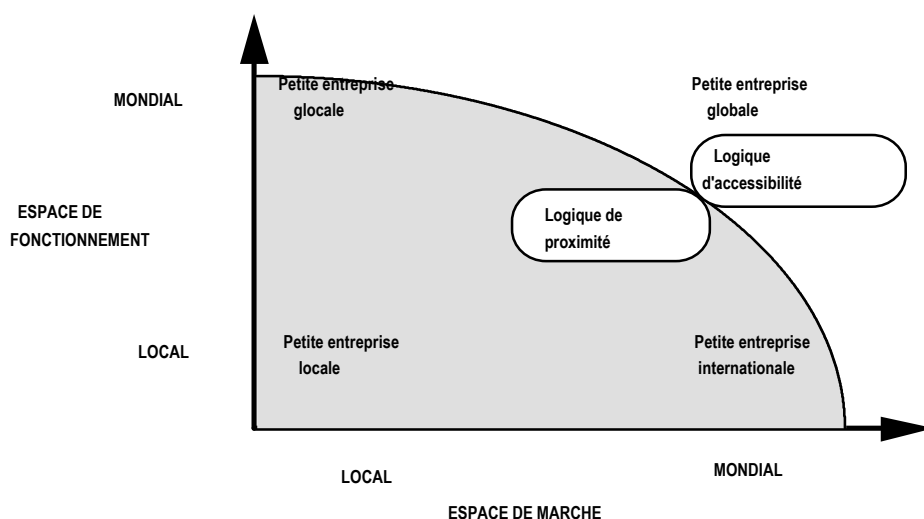 Petite entreprise
glocale
Petite entreprise
globale
MONDIAL
Logique
d'accessibilité
ESPACE DE
FONCTIONNEMENT
Logique de
proximité
LOCAL
Petite entreprise
locale
Petite entreprise
internationale
LOCAL
MONDIAL
ESPACE DE MARCHE